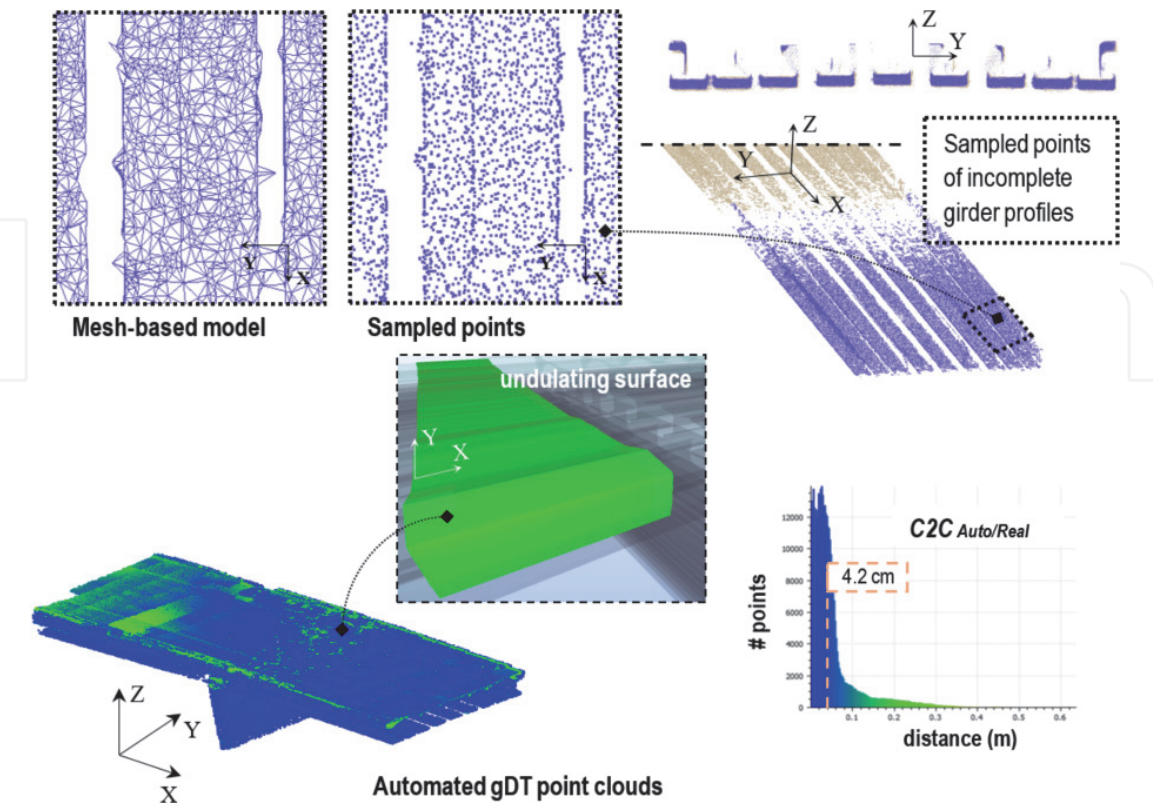 Z
Y
Sampled points
of incomplete
girder profiles
Z
Y
X
Y
X
Y
X
Mesh-based model
Sampled points
undulating surface
Y
X
C2C Auto/Real
4.2 cm
# points
12000
10000
8000
6000
4000
2000
0
0.1 0.2 0.3 0.4 0.5 0.6
distance (m)
Z
Y
X
Automated gDT point clouds